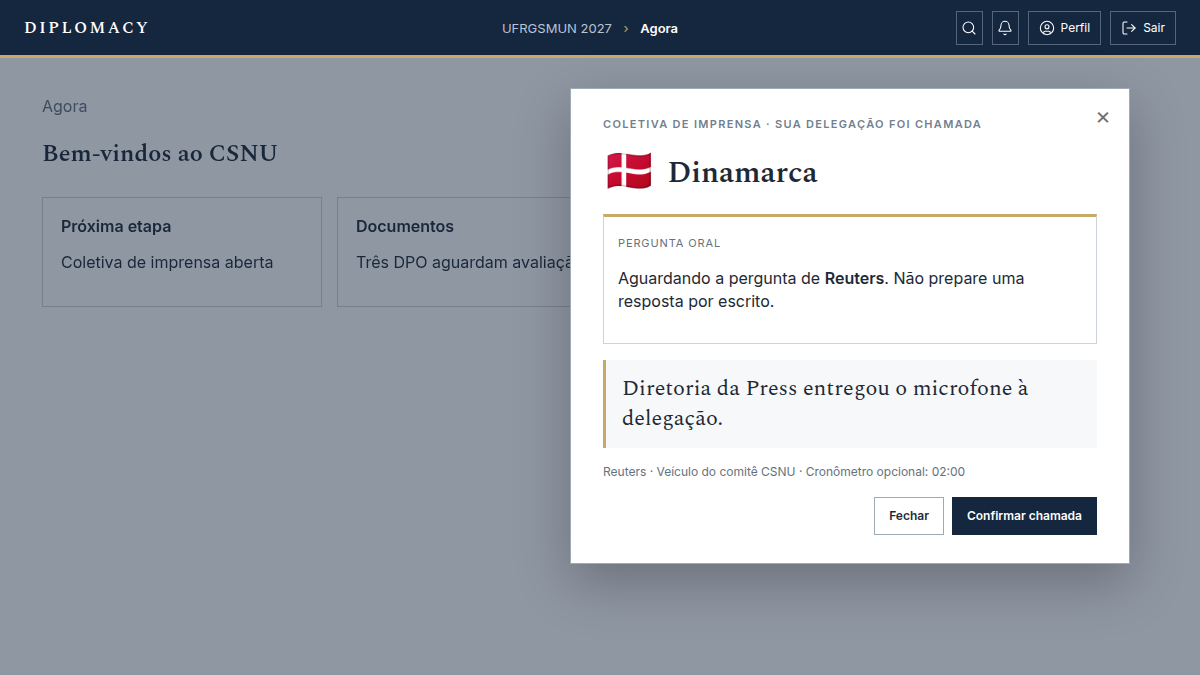 DIPLOMACY
UFRGSMUN 2027 › Agora
Perfil
Sair
Agora
Bem-vindos ao CSNU
Próxima etapa
Coletiva de imprensa aberta
Documentos
Três DPO aguardam avaliaçã
COLETIVA DE IMPRENSA · SUA DELEGAÇÃO FOI CHAMADA
Dinamarca
PERGUNTA ORAL
Aguardando a pergunta de Reuters. Não prepare uma
resposta por escrito.
Diretoria da Press entregou o microfone à
delegação.
Reuters · Veículo do comitê CSNU · Cronômetro opcional: 02:00
Fechar
Confirmar chamada